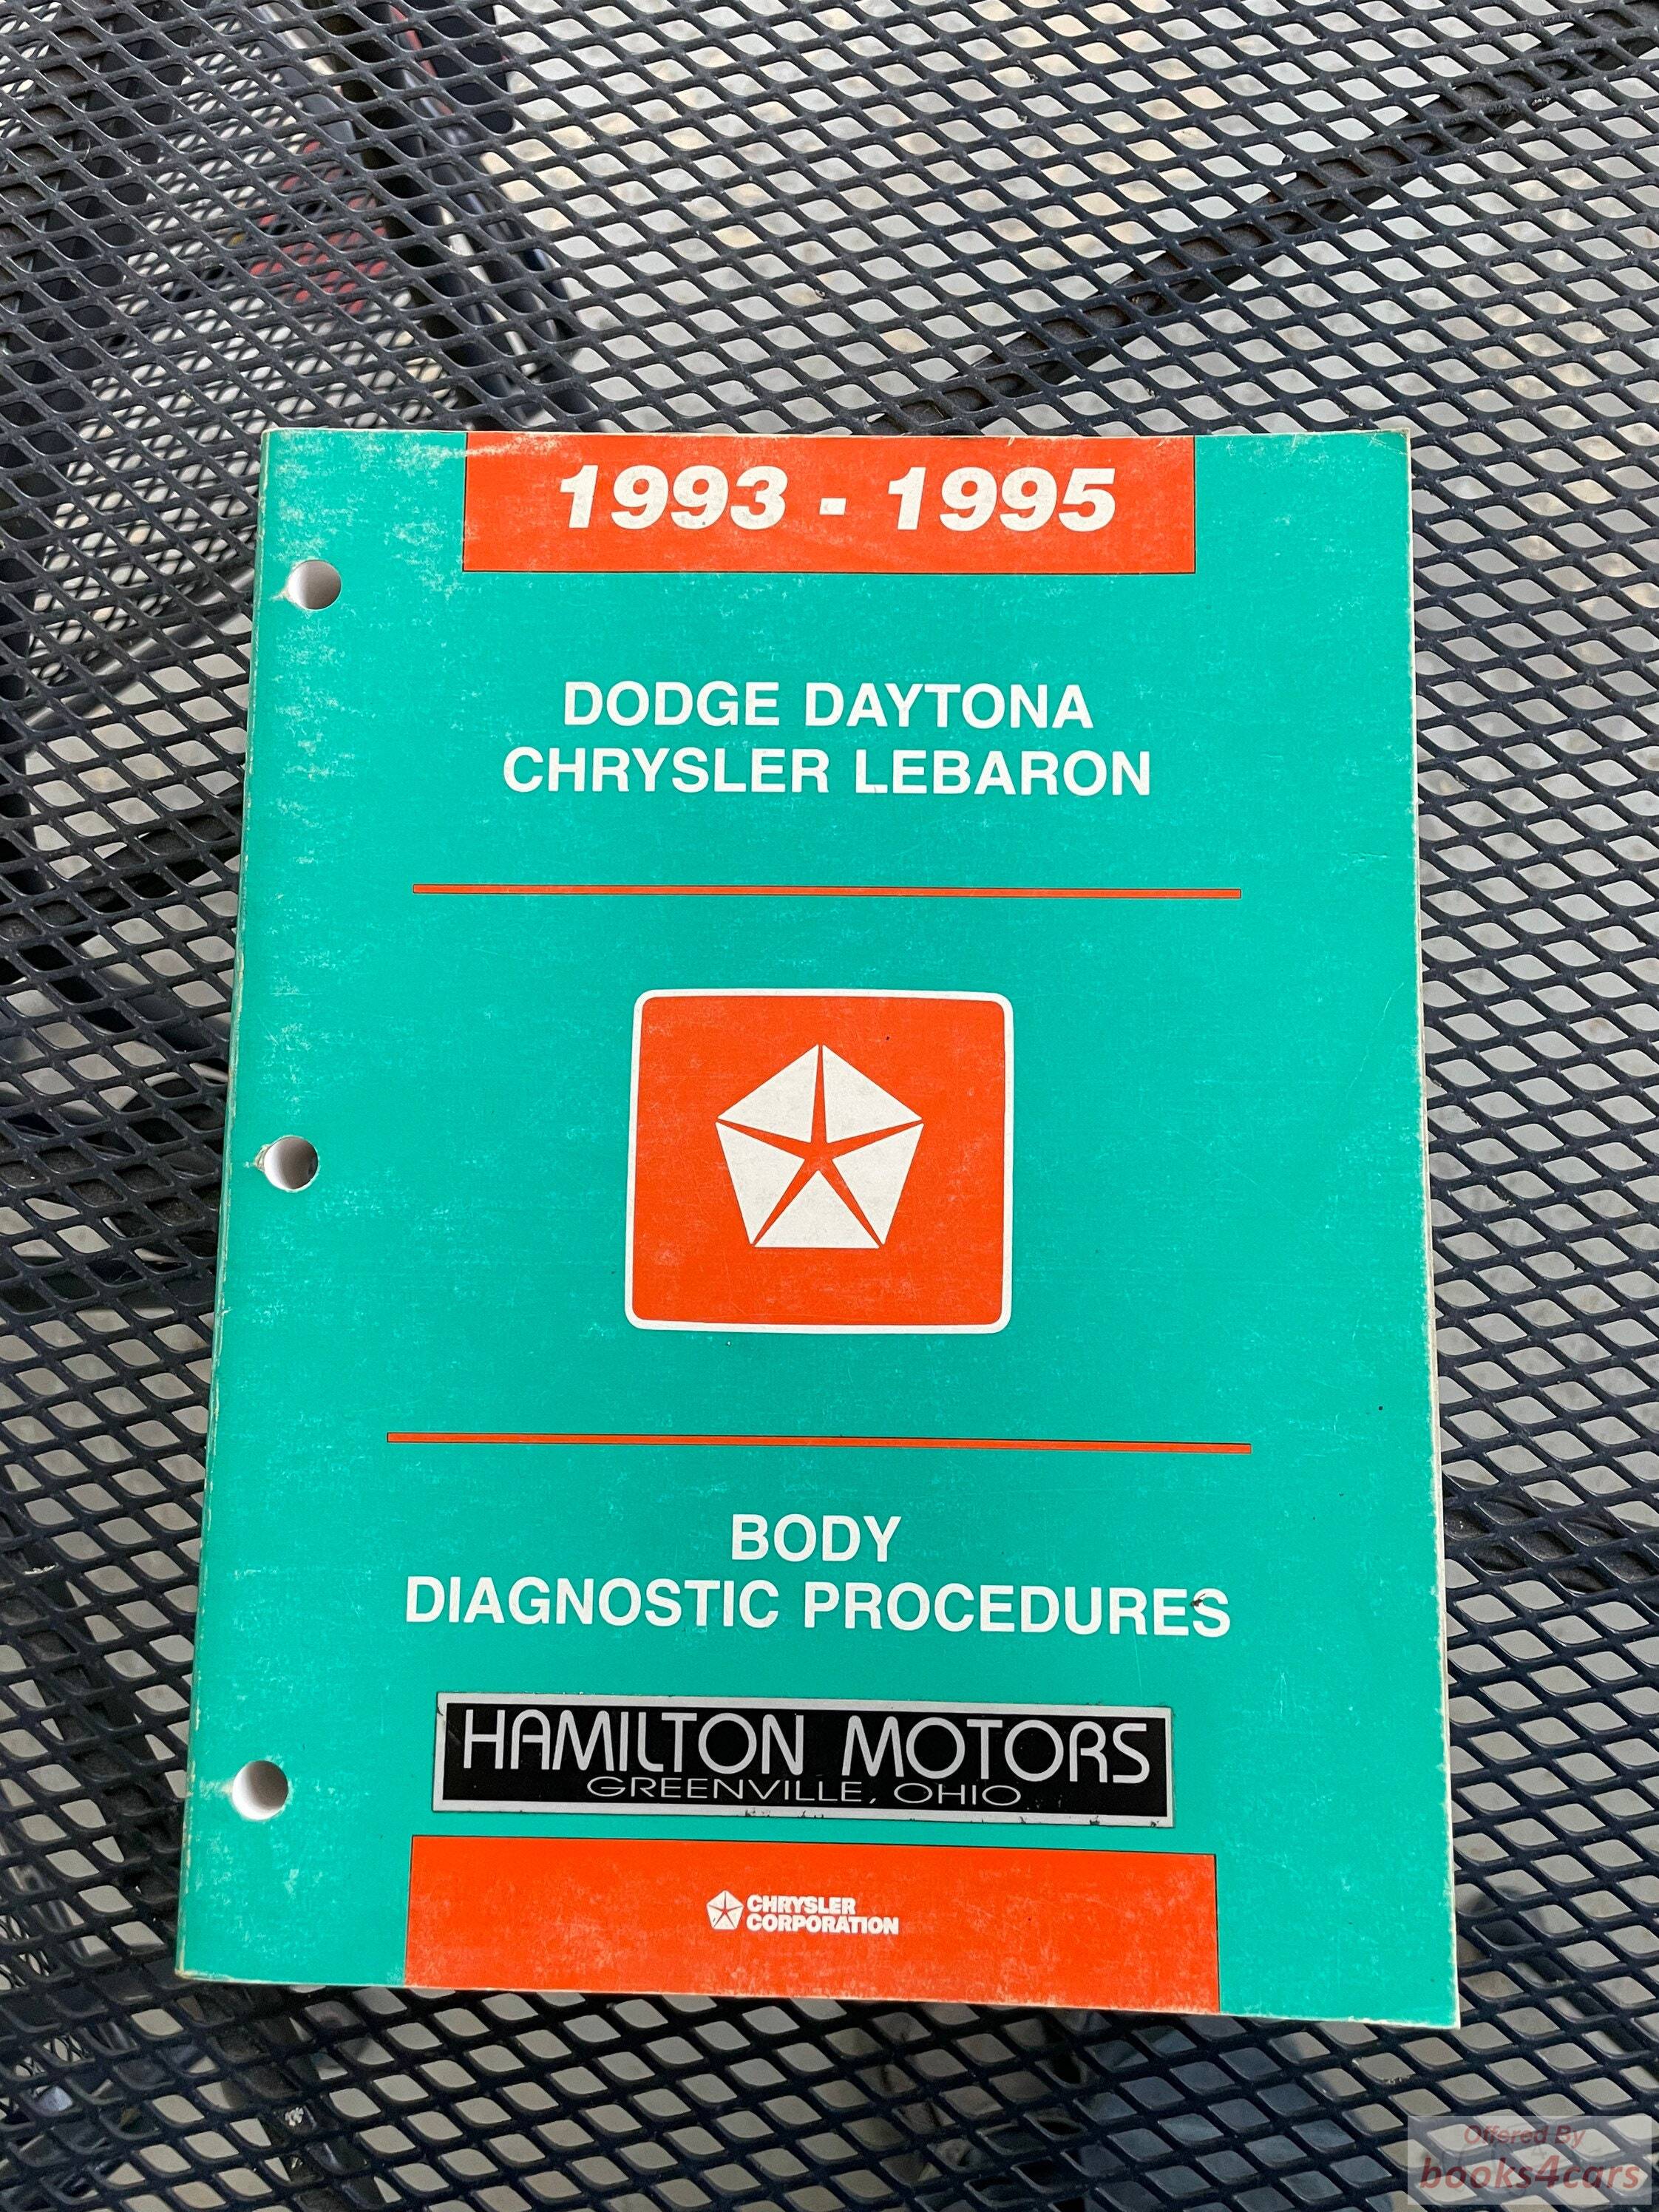 1993 - 1995
DODGE DAYTONA
CHRYSLER LEBARON
BODY
DIAGNOSTIC PROCEDURES
HAMILTON MOTORS
GREENVILLE, OHIO
CHRYSLER
CORPORATION
Offered By
books4cars